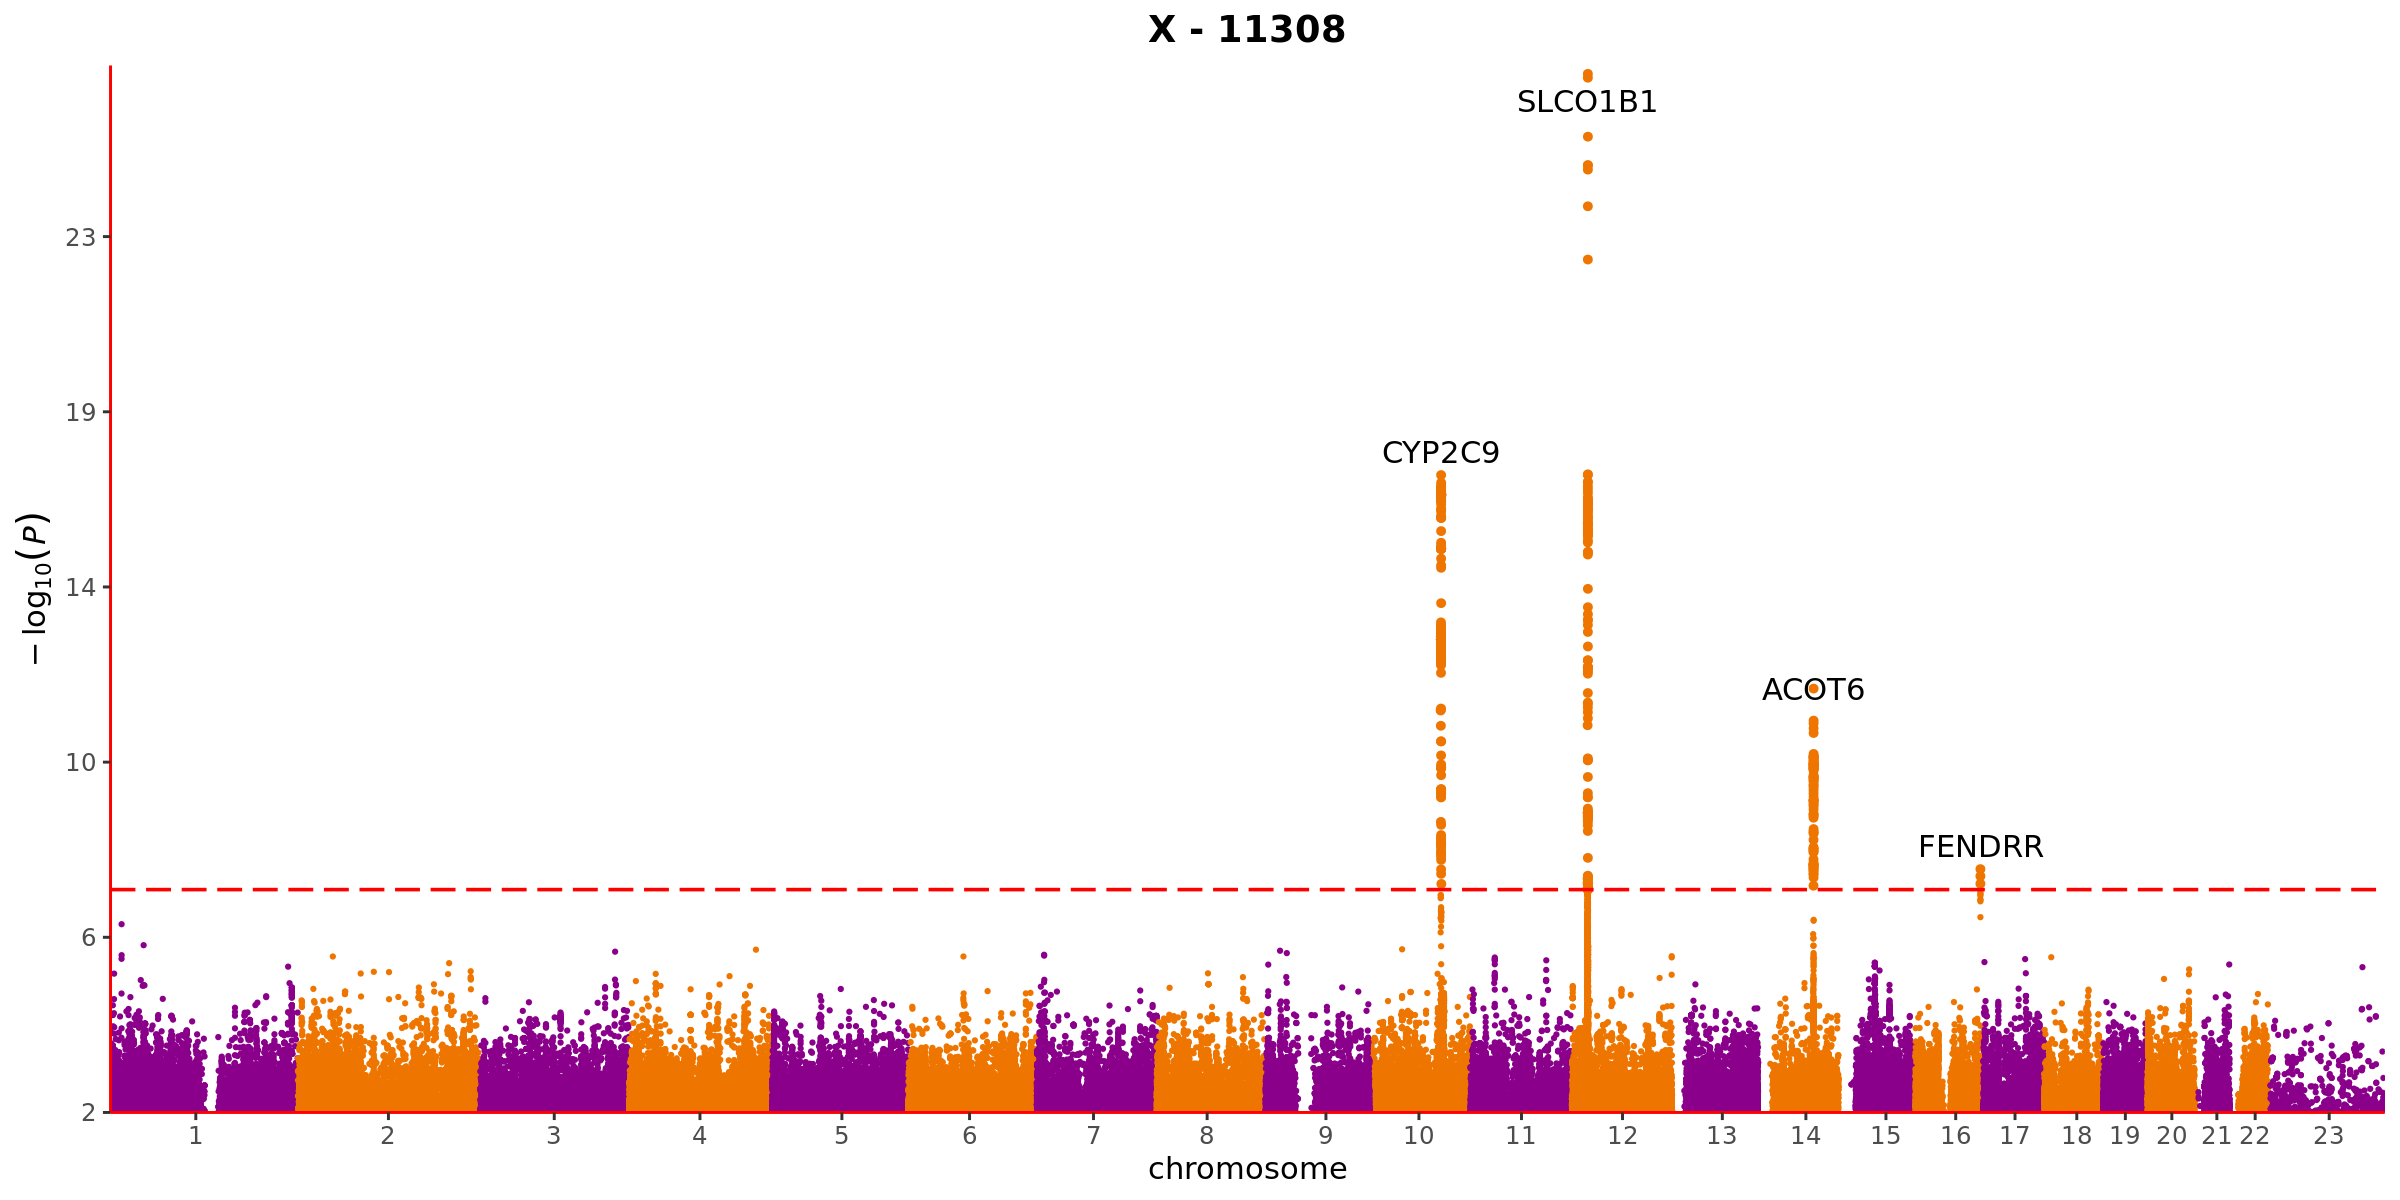 X - 11308
SLCO1B1
23
19
CYP2C9
14
ACOT6
10
FENDRR
6
2
− log10(P)
1 2 3 4 5 6 7 8 9 10 11 12 13 14 15 16 17 18 19 20 21 22 23
chromosome